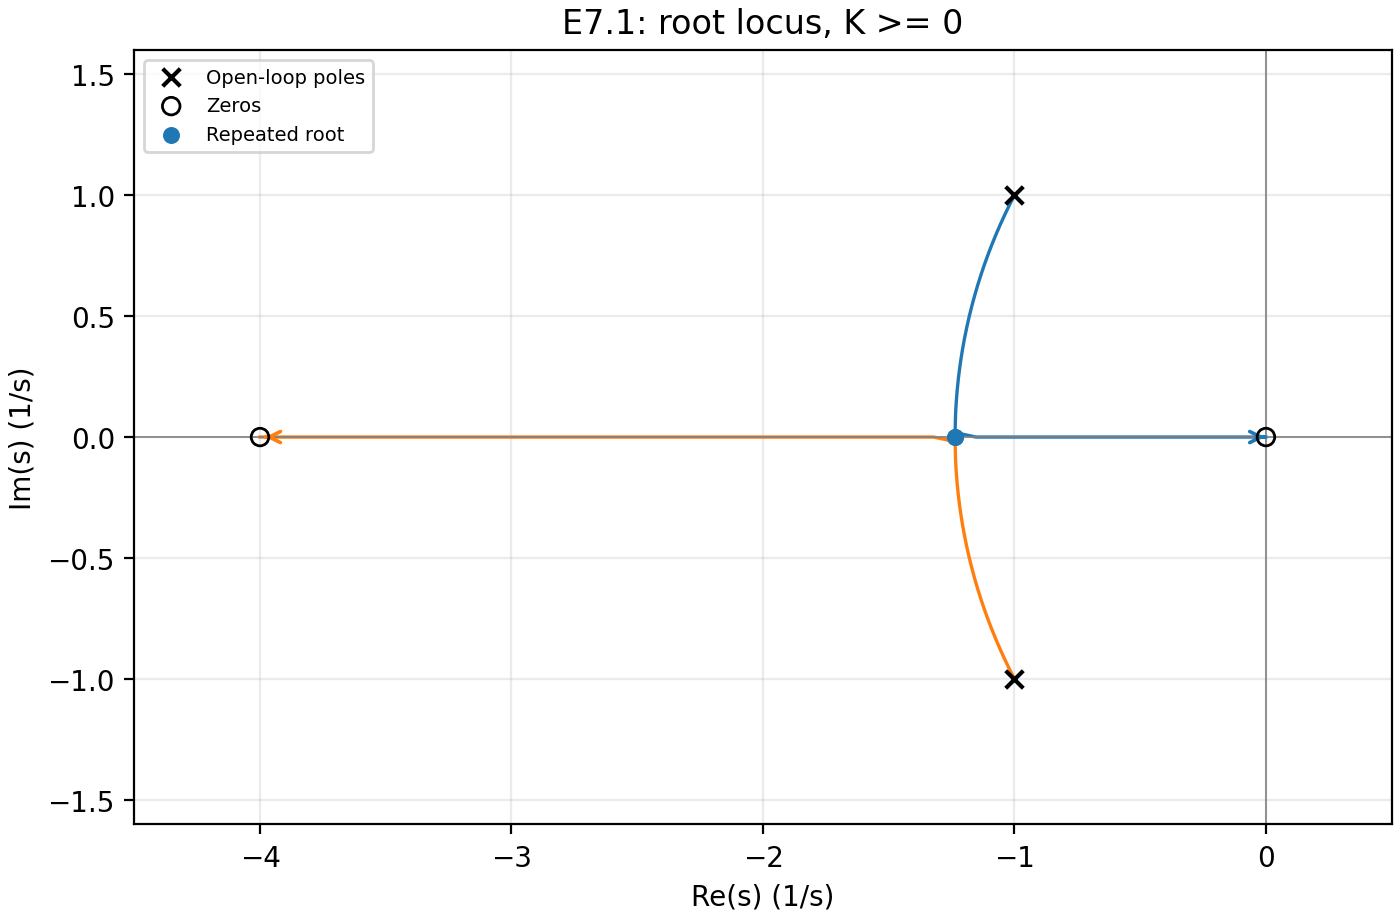 E7.1: root locus, K >= 0
Open-loop poles
Zeros
Repeated root
1.5
1.0
0.5
0.0
−0.5
−1.0
−1.5
Im(s) (1/s)
−4
−3
−2
−1
0
Re(s) (1/s)